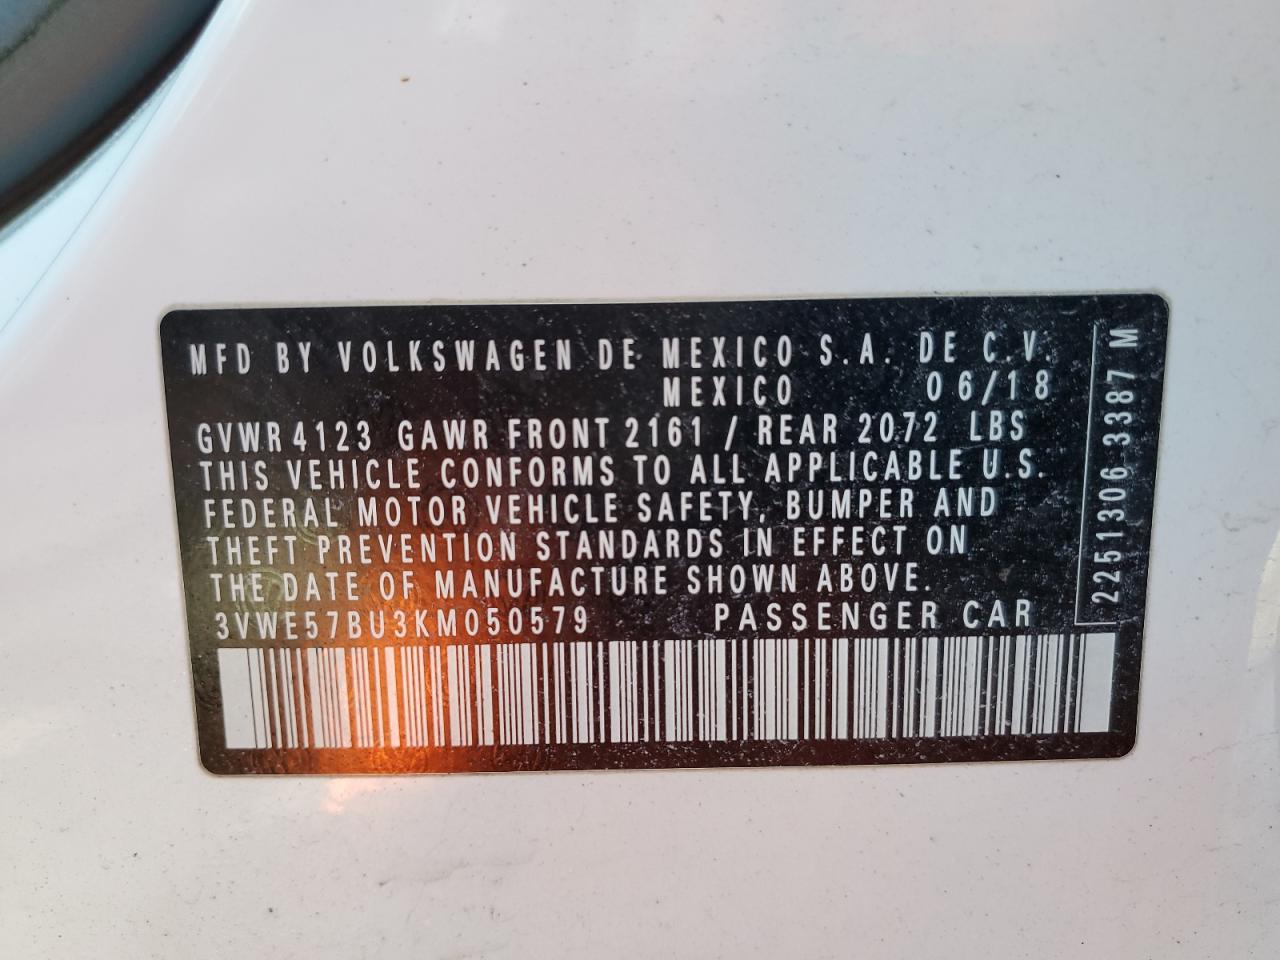 MFD BY VOLKSWAGEN DE MEXICO S.A. DE C.V.
MEXICO 06/18
GVWR 4123 GAWR FRONT 2161 / REAR 2072 LBS
THIS VEHICLE CONFORMS TO ALL APPLICABLE U.S.
FEDERAL MOTOR VEHICLE SAFETY, BUMPER AND
THEFT PREVENTION STANDARDS IN EFFECT ON
THE DATE OF MANUFACTURE SHOWN ABOVE.
3VWE57BU3KM050579 PASSENGER CAR
22513063387 M